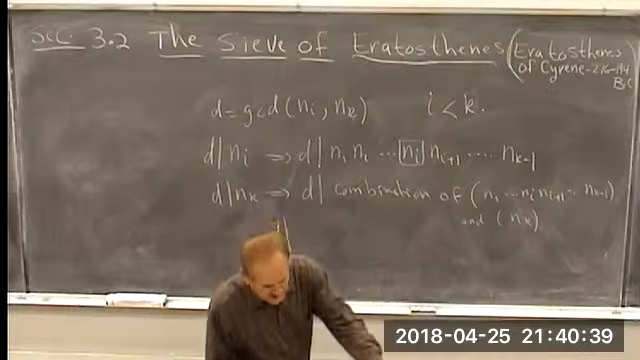 Sec. 3.2 The Sieve of Eratosthenes (Eratosthenes of Cyrene-276-194 BC
d=gcd(nᵢ, nₖ) i < k.
d|nᵢ ⇒ d| n₁ n₂ ... nᵢ nᵢ₊₁ ..... nₖ₋₁
d|nₖ ⇒ d| combination of (n₁ ... nᵢ nᵢ₊₁ ... nₖ₋₁)
and (nₖ).
2018-04-25 21:40:39